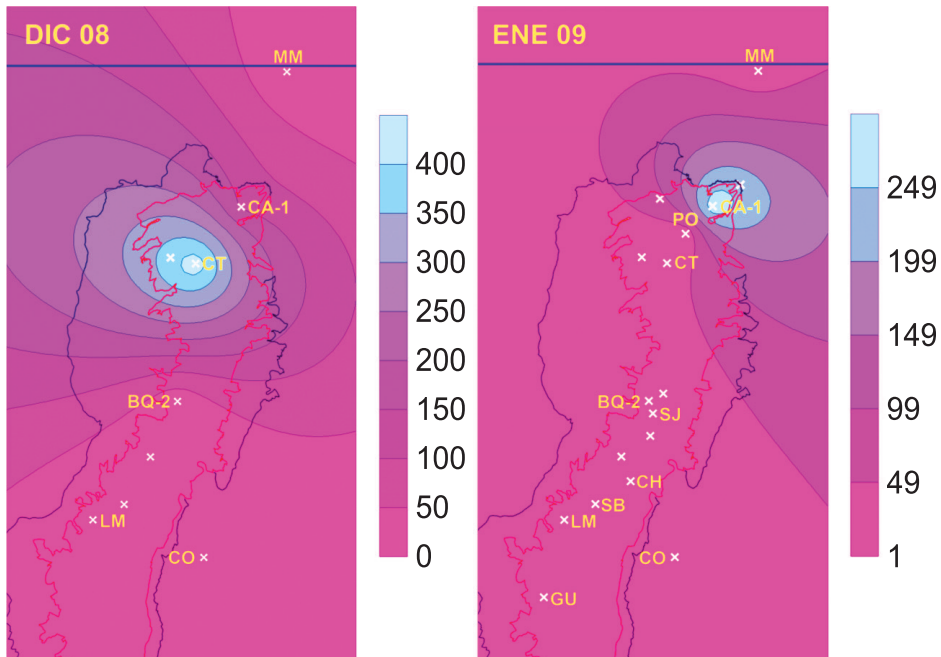 DIC 08
MM
CA-1
CT
BQ-2
LM
CO
400
350
300
250
200
150
100
50
0
ENE 09
MM
CA-1
PO
CT
BQ-2
SJ
CH
SB
LM
CO
GU
249
199
149
99
49
1